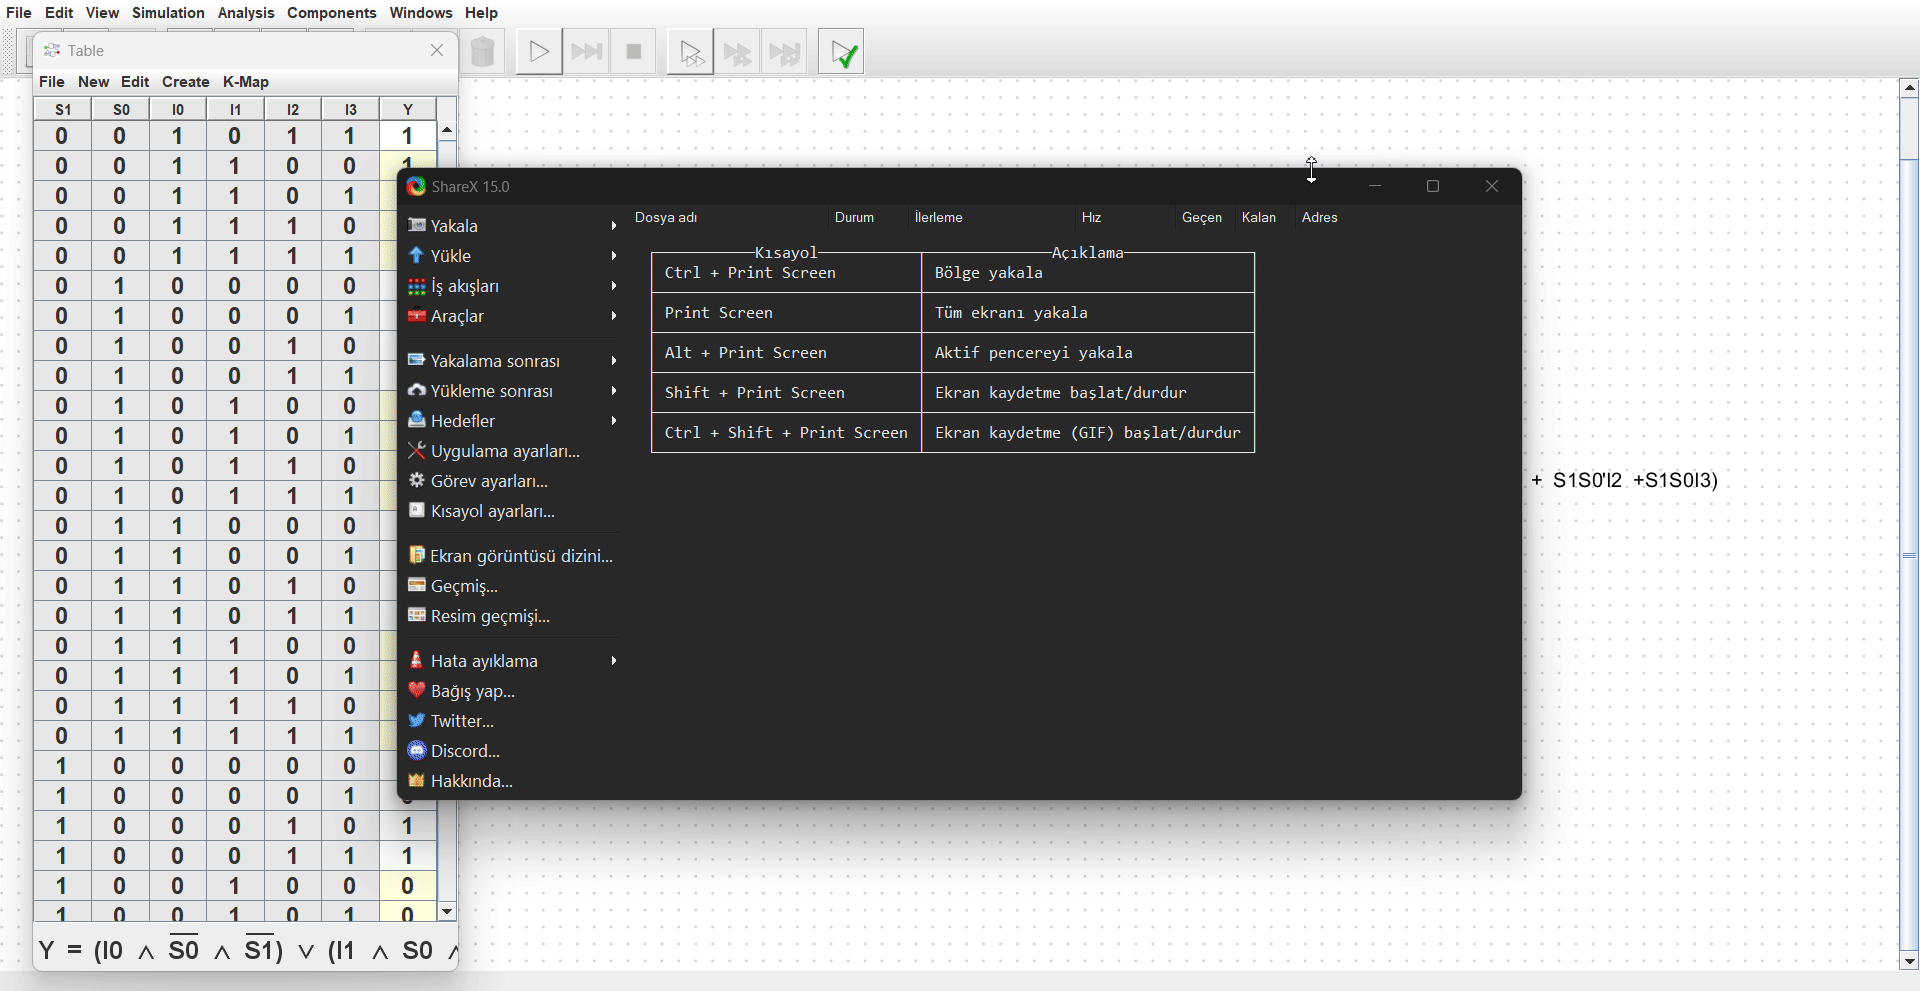 File Edit View Simulation Analysis Components Windows Help
Table
File New Edit Create K-Map
S1 S0 I0 I1 I2 I3 Y
0 0 1 0 1 1 1
0 0 1 1 0 0 1
0 0 1 1 0 1
0 0 1 1 1 0
0 0 1 1 1 1
0 1 0 0 0 0
0 1 0 0 0 1
0 1 0 0 1 0
0 1 0 0 1 1
0 1 0 1 0 0
0 1 0 1 0 1
0 1 0 1 1 0
0 1 0 1 1 1
0 1 1 0 0 0
0 1 1 0 0 1
0 1 1 0 1 0
0 1 1 0 1 1
0 1 1 1 0 0
0 1 1 1 0 1
0 1 1 1 1 0
0 1 1 1 1 1
1 0 0 0 0 0
1 0 0 0 0 1
1 0 0 0 1 0 1
1 0 0 0 1 1 1
1 0 0 1 0 0 0
1 0 0 1 0 1 0
Y = (I0 ∧ S̅0̅ ∧ S̅1̅) ∨ (I1 ∧ S0 ∧
ShareX 15.0
Yakala
Yükle
İş akışları
Araçlar
Yakalama sonrası
Yükleme sonrası
Hedefler
Uygulama ayarları...
Görev ayarları...
Kısayol ayarları...
Ekran görüntüsü dizini...
Geçmiş...
Resim geçmişi...
Hata ayıklama
Bağış yap...
Twitter...
Discord...
Hakkında...
Dosya adı Durum İlerleme Hız Geçen Kalan Adres
Kısayol Açıklama
Ctrl + Print Screen Bölge yakala
Print Screen Tüm ekranı yakala
Alt + Print Screen Aktif pencereyi yakala
Shift + Print Screen Ekran kaydetme başlat/durdur
Ctrl + Shift + Print Screen Ekran kaydetme (GIF) başlat/durdur
+ S1S0'I2 +S1S0I3)